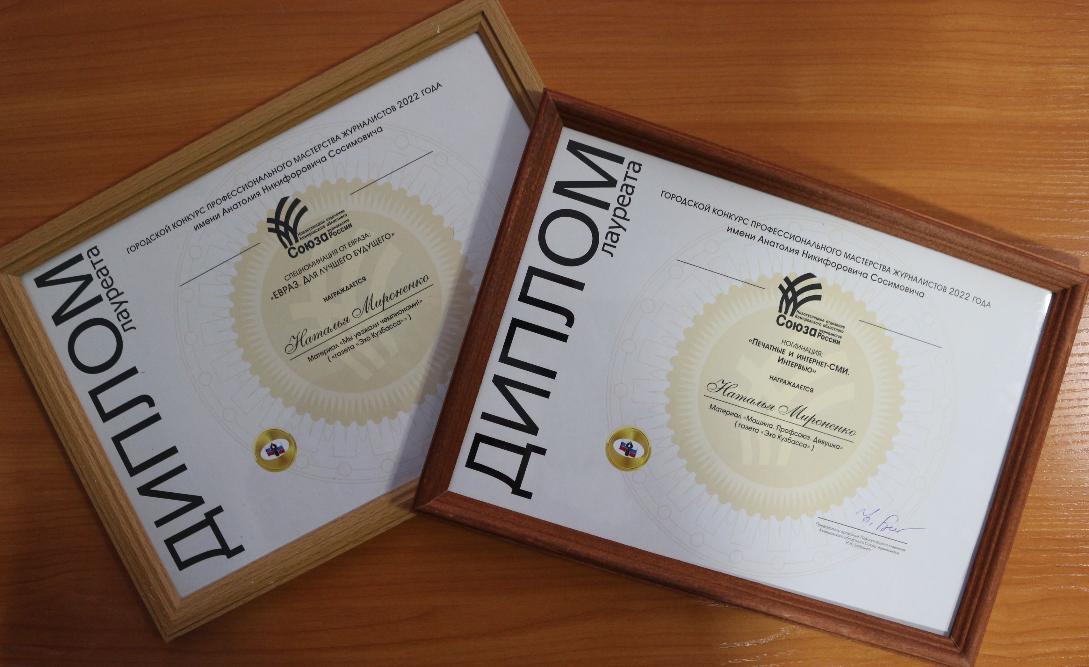 ДИПЛОМ
лауреата
ГОРОДСКОЙ КОНКУРС ПРОФЕССИОНАЛЬНОГО МАСТЕРСТВА ЖУРНАЛИСТОВ 2022 ГОДА
имени Анатолия Никифоровича Сосимовича
Союза
России
СПЕЦНОМИНАЦИЯ ОТ ЕВРАЗА:
«ЕВРАЗ. ДЛЯ ЛУЧШЕГО БУДУЩЕГО»
НАГРАЖДАЕТСЯ
Наталья Мироненко
Материал «Мы уезжали чемпионами!»
(газета «Эхо Кузбасса»)
ДИПЛОМ
лауреата
ГОРОДСКОЙ КОНКУРС ПРОФЕССИОНАЛЬНОГО МАСТЕРСТВА ЖУРНАЛИСТОВ 2022 ГОДА
имени Анатолия Никифоровича Сосимовича
Союза
России
НОМИНАЦИЯ:
«ПЕЧАТНЫЕ И ИНТЕРНЕТ-СМИ.
ИНТЕРВЬЮ»
НАГРАЖДАЕТСЯ
Наталья Мироненко
Материал «Машина. Профсоюз. Девушка»
(газета «Эхо Кузбасса»)